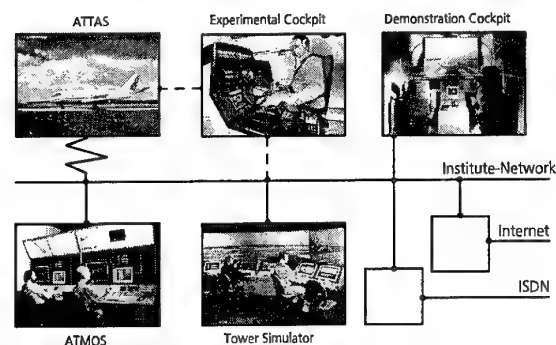 ATTAS
Experimental Cockpit
Demonstration Cockpit
Institute-Network
Internet
ISDN
ATMOS
Tower Simulator